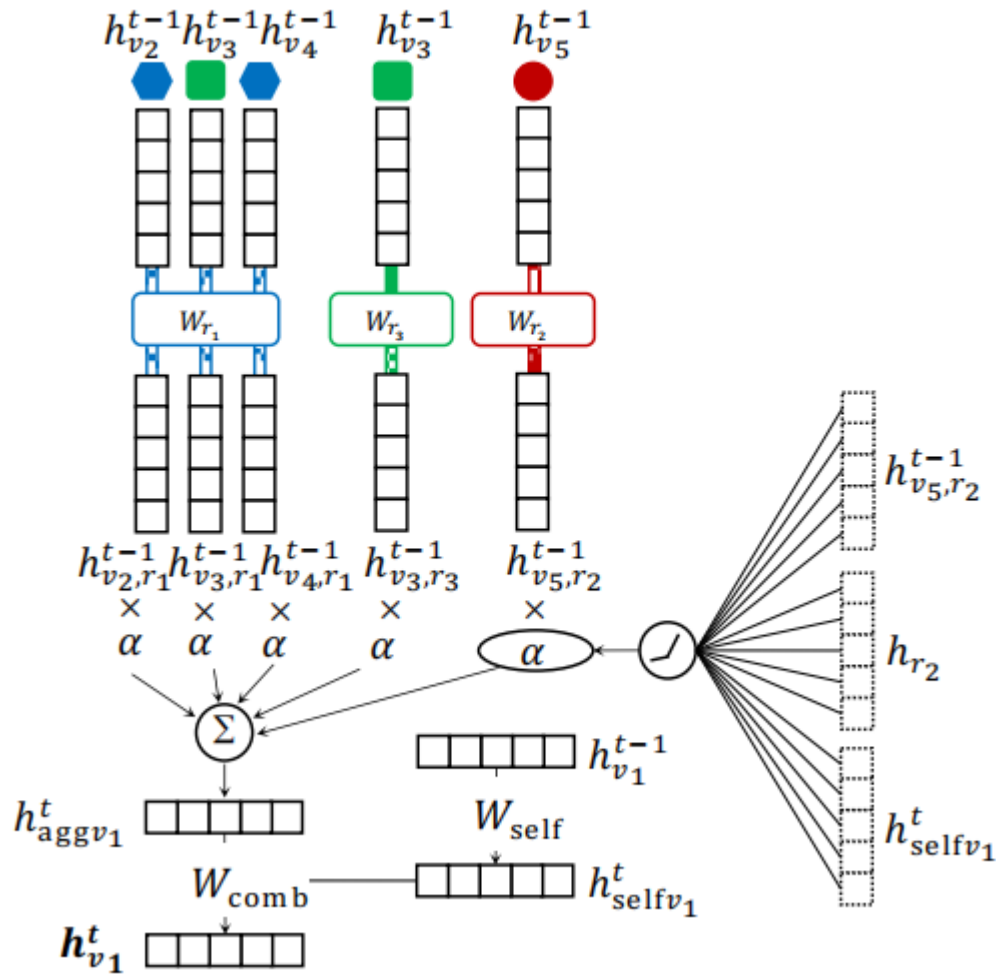 h_{v_2}^{t-1} h_{v_3}^{t-1} h_{v_4}^{t-1} h_{v_3}^{t-1} h_{v_5}^{t-1}
W_{r_1} W_{r_3} W_{r_2}
h_{v_5,r_2}^{t-1}
h_{v_2,r_1}^{t-1} h_{v_3,r_1}^{t-1} h_{v_4,r_1}^{t-1} h_{v_3,r_3}^{t-1} h_{v_5,r_2}^{t-1}
× × × × ×
α α α α α
h_{r_2}
Σ
h_{v_1}^{t-1}
h_{aggv_1}^{t} W_{self} h_{selfv_1}^{t}
W_{comb} h_{selfv_1}^{t}
h_{v_1}^{t}